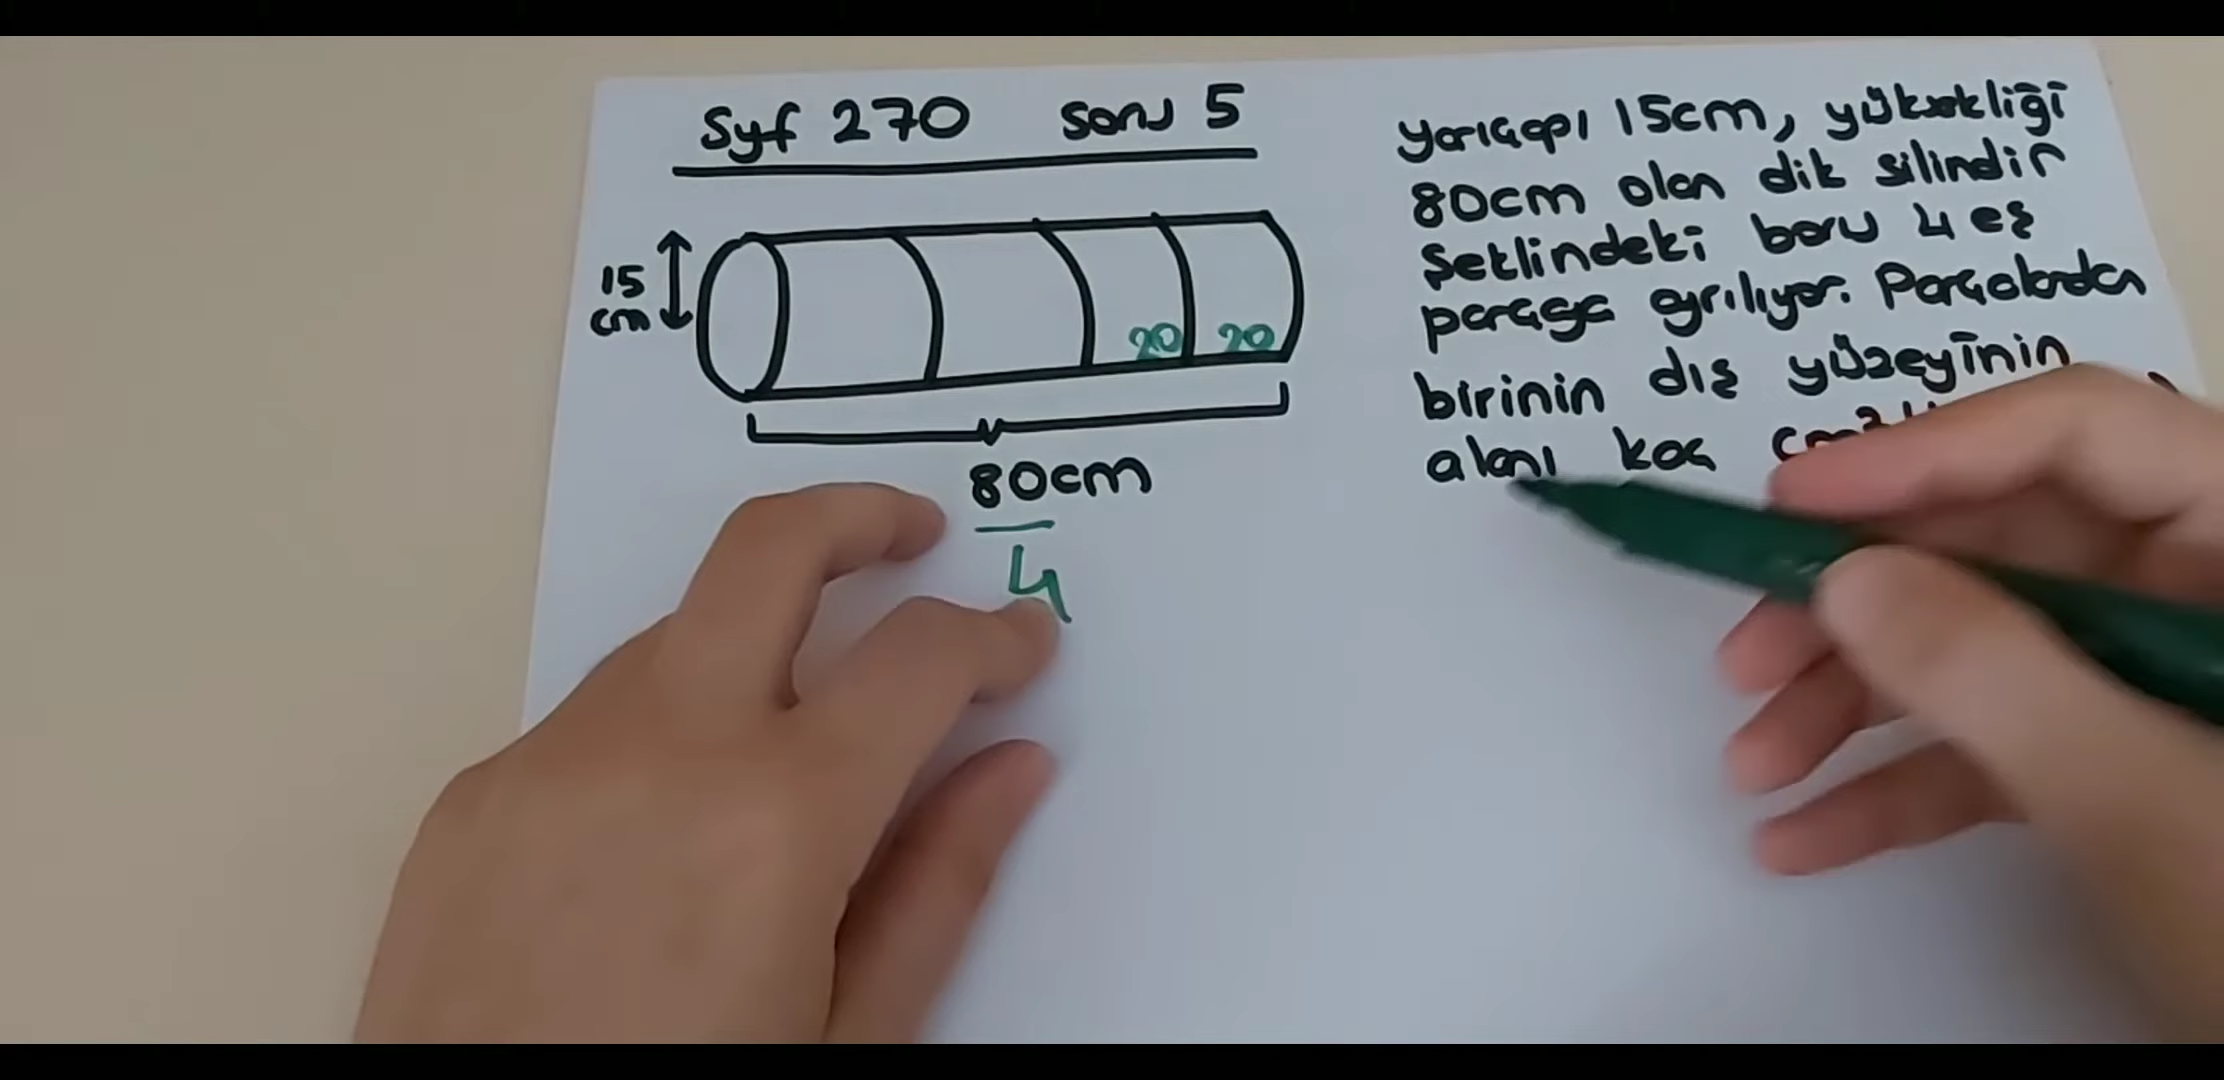 Syf 270 soru 5
15
cm
20 20
80cm
4
yarıçapı 15cm, yüksekliği
80cm olan dik silindir
şeklindeki boru 4 eş
parçaya ayrılıyor. Parçalardan
birinin dış yüzeyinin
alanı kaç cm²